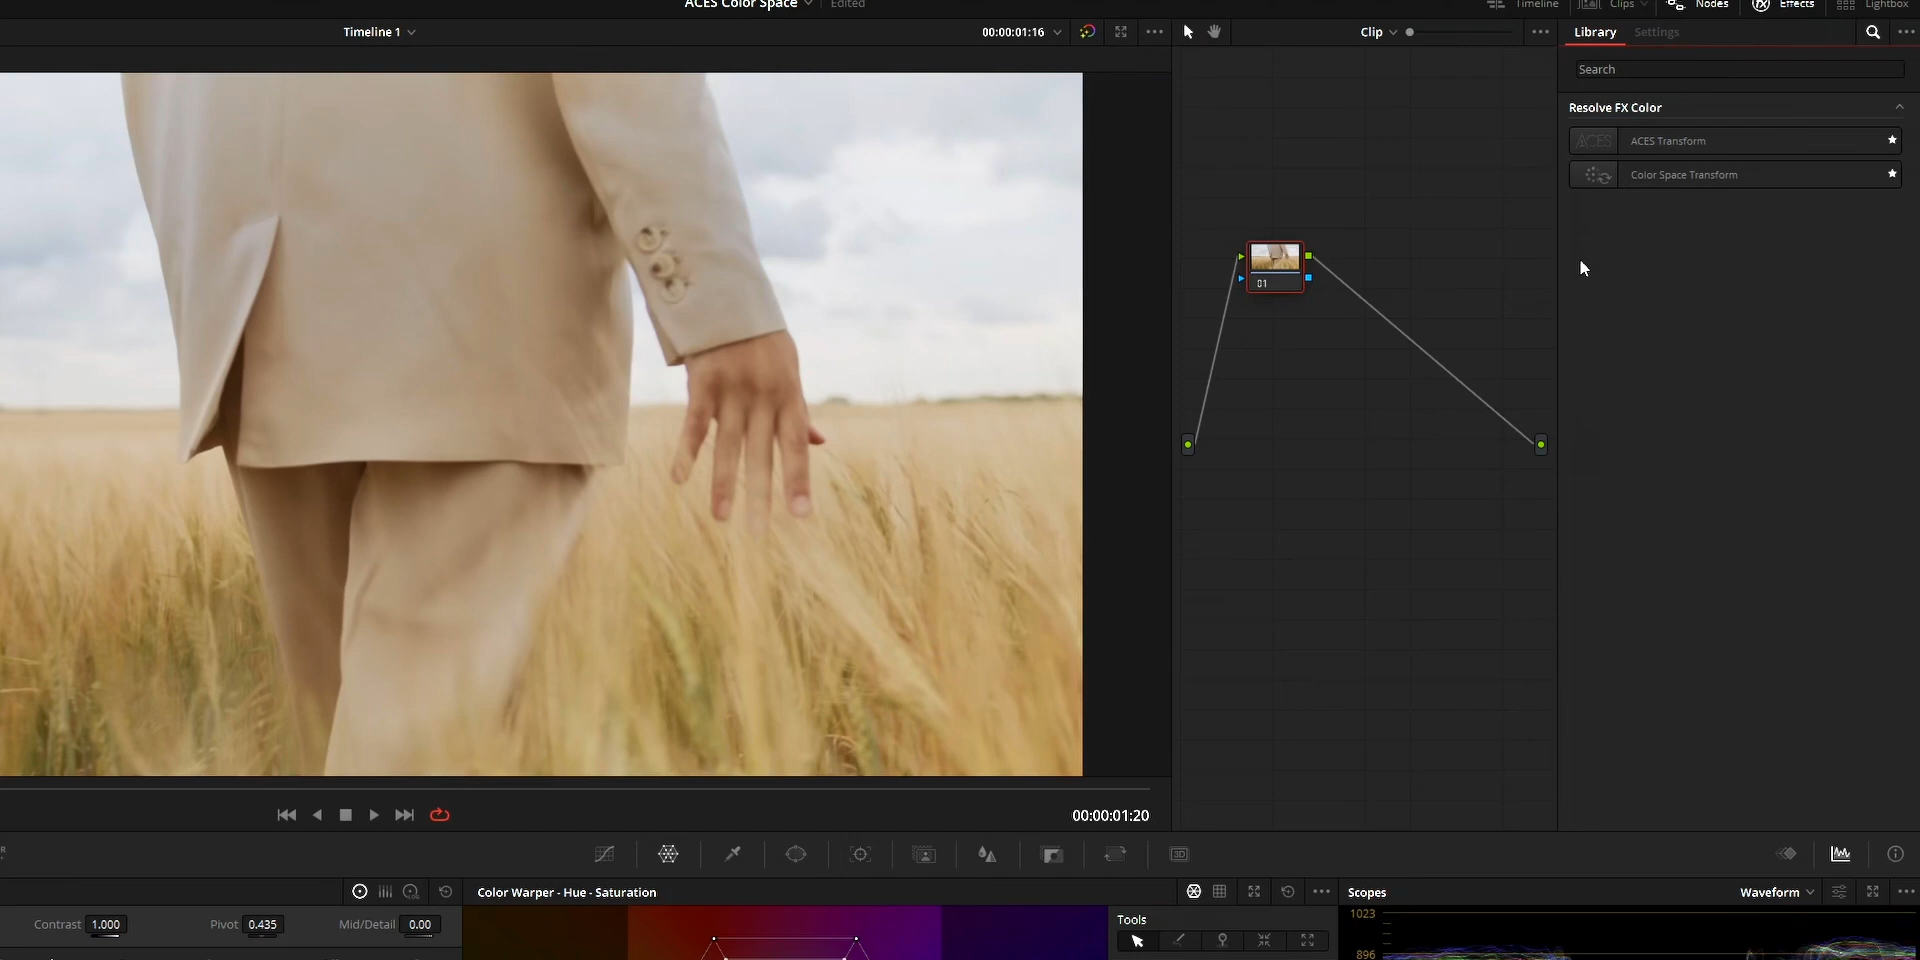 ACES Color Space
Edited
Timeline
Clips
Nodes
Effects
Lightbox
Timeline 1
00:00:01:16
Clip
Library
Settings
Search
Resolve FX Color
ACES
ACES Transform
Color Space Transform
01
00:00:01:20
3D
Color Warper - Hue - Saturation
Scopes
Waveform
Contrast 1.000
Pivot 0.435
Mid/Detail 0.00
Tools
1023
896